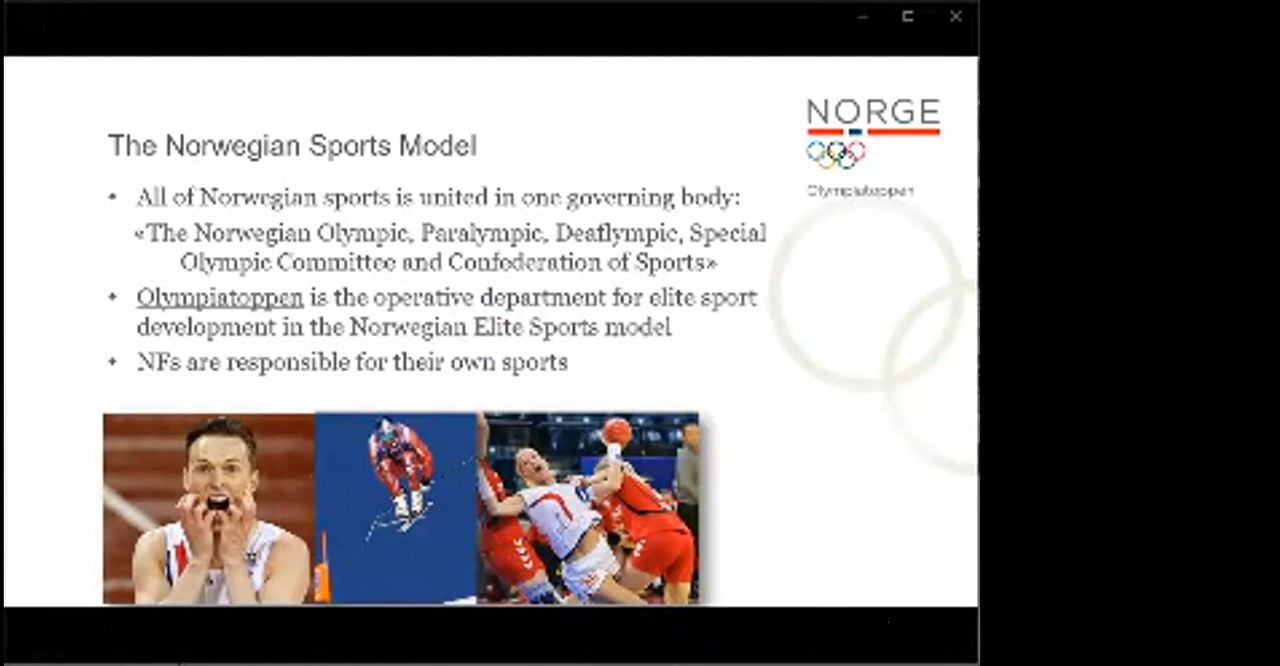 NORGE
Olympiatoppen
The Norwegian Sports Model
• All of Norwegian sports is united in one governing body:
«The Norwegian Olympic, Paralympic, Deaflympic, Special
Olympic Committee and Confederation of Sports»
• Olympiatoppen is the operative department for elite sport
development in the Norwegian Elite Sports model
• NFs are responsible for their own sports